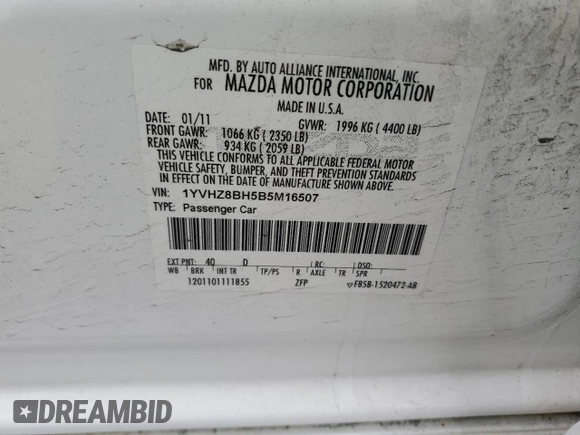 MFD. BY AUTO ALLIANCE INTERNATIONAL, INC.
FOR MAZDA MOTOR CORPORATION
MADE IN U.S.A.
DATE: 01/11 GVWR: 1996 KG ( 4400 LB)
FRONT GAWR: 1066 KG ( 2350 LB)
REAR GAWR: 934 KG ( 2059 LB)
THIS VEHICLE CONFORMS TO ALL APPLICABLE FEDERAL MOTOR
VEHICLE SAFETY, BUMPER, AND THEFT PREVENTION STANDARDS
IN EFFECT ON THE DATE OF MANUFACTURE SHOWN ABOVE.
VIN: 1YVHZ8BH5B5M16507
TYPE: Passenger Car
EXT PNT: 40 D RC: DSO:
WB BRK INT TR TP/PS R AXLE TR SPR
1201101111855 ZFP F85B-1520472-AB
DREAMBID